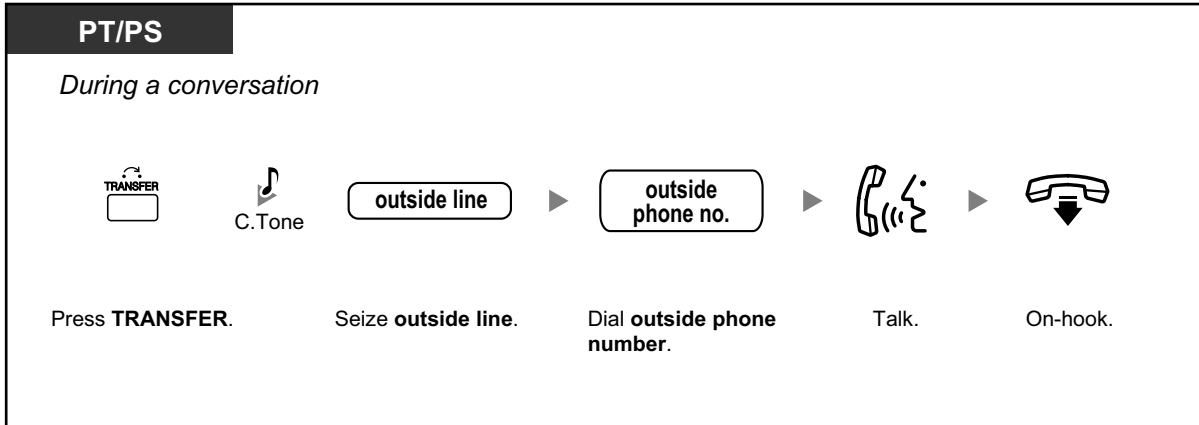 PT/PS
During a conversation
TRANSFER
C.Tone
outside line
outside
phone no.
Press TRANSFER.
Seize outside line.
Dial outside phone
number.
Talk.
On-hook.